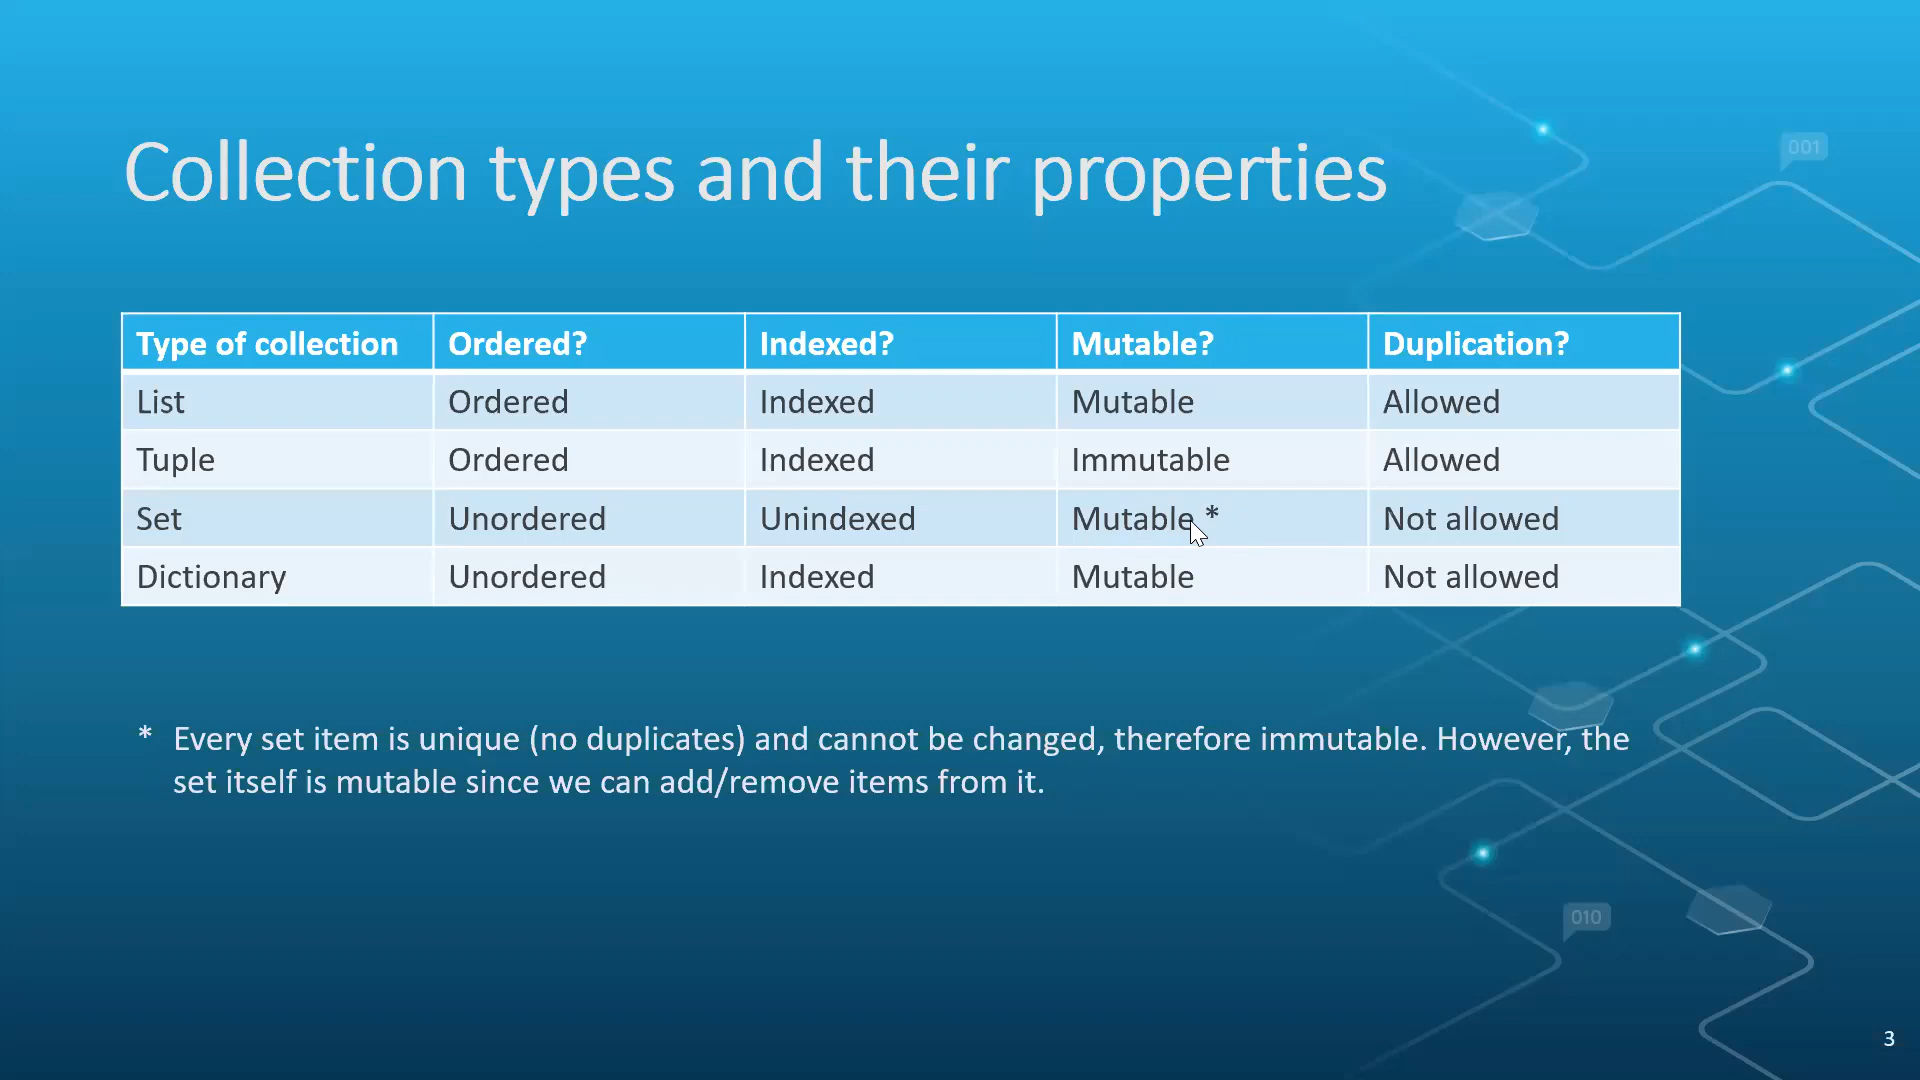 001
Collection types and their properties
Type of collection Ordered? Indexed? Mutable? Duplication?
List Ordered Indexed Mutable Allowed
Tuple Ordered Indexed Immutable Allowed
Set Unordered Unindexed Mutable * Not allowed
Dictionary Unordered Indexed Mutable Not allowed
* Every set item is unique (no duplicates) and cannot be changed, therefore immutable. However, the
set itself is mutable since we can add/remove items from it.
010
3